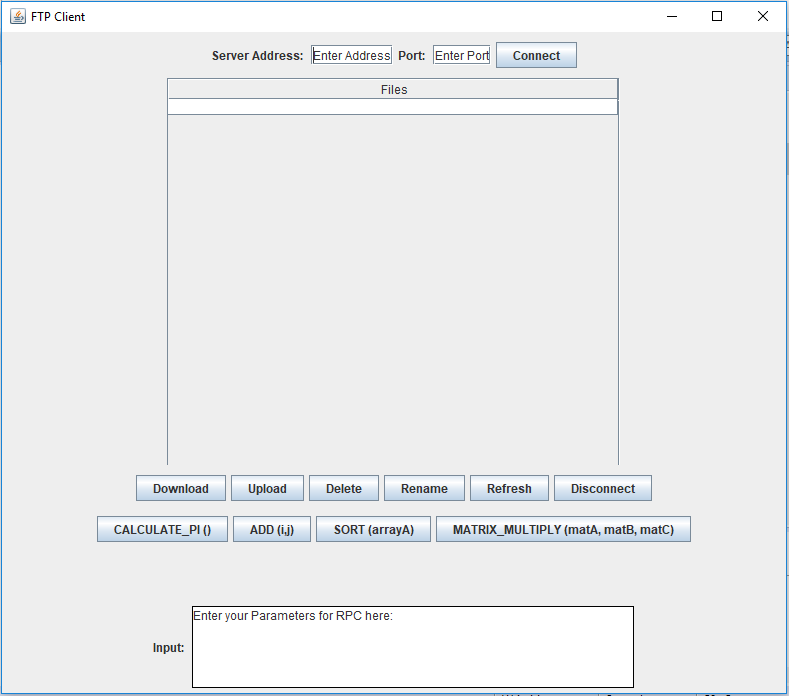 FTP Client
Server Address: Enter Address Port: Enter Port Connect
Files
Download Upload Delete Rename Refresh Disconnect
CALCULATE_PI () ADD (i,j) SORT (arrayA) MATRIX_MULTIPLY (matA, matB, matC)
Enter your Parameters for RPC here:
Input: